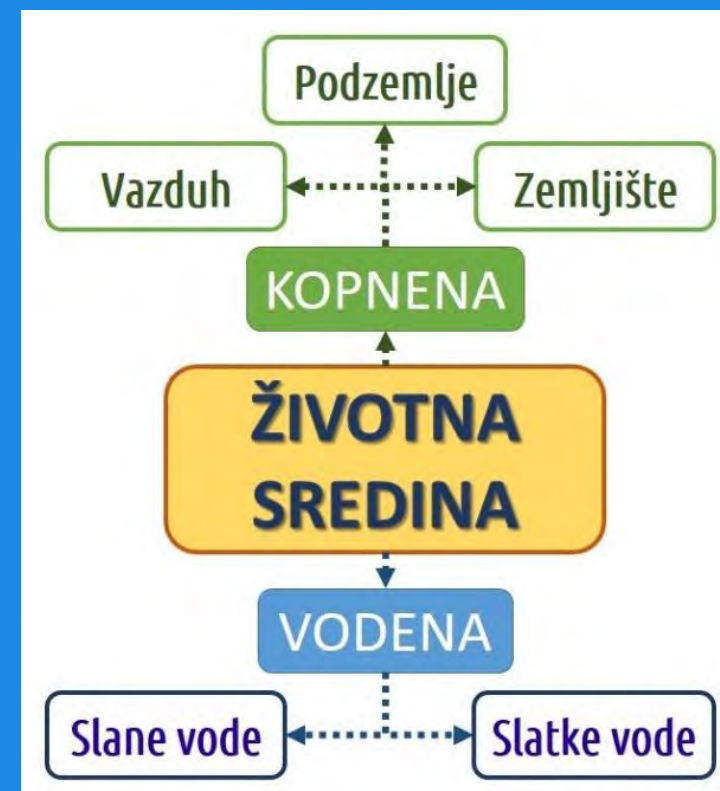 Podzemlje
Vazduh
Zemljište
KOPNENA
ŽIVOTNA
SREDINA
VODENA
Slane vode
Slatke vode